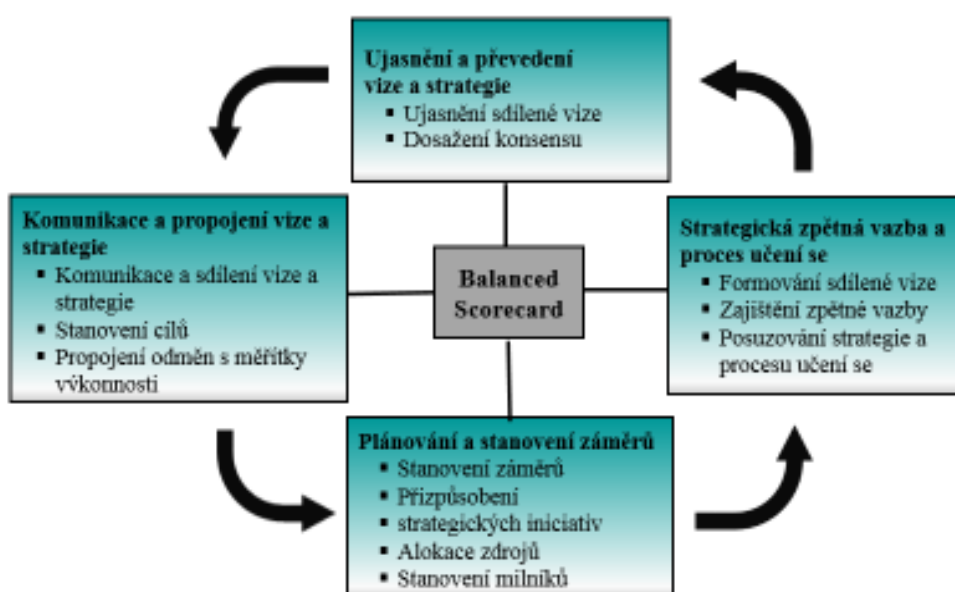 Ujasnění a převedení
vize a strategie
▪ Ujasnění sdílené vize
▪ Dosažení konsensu
Komunikace a propojení vize a
strategie
▪ Komunikace a sdílení vize a
strategie
▪ Stanovení cílů
▪ Propojení odměn s měřítky
výkonnosti
Balanced
Scorecard
Strategická zpětná vazba a
proces učení se
▪ Formování sdílené vize
▪ Zajištění zpětné vazby
▪ Posuzování strategie a
procesu učení se
Plánování a stanovení záměrů
▪ Stanovení záměrů
▪ Přizpůsobení
▪ strategických iniciativ
▪ Alokace zdrojů
▪ Stanovení milníků